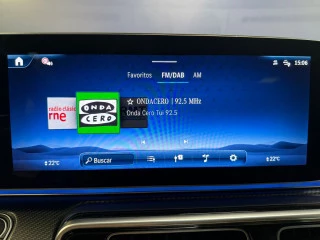 15:06
Favoritos FM/DAB AM
radio clásica
rne
ONDA
CERO
☆ ONDACERO | 92.5 MHz
Onda Cero Tui 92.5
22°C
Buscar
22°C